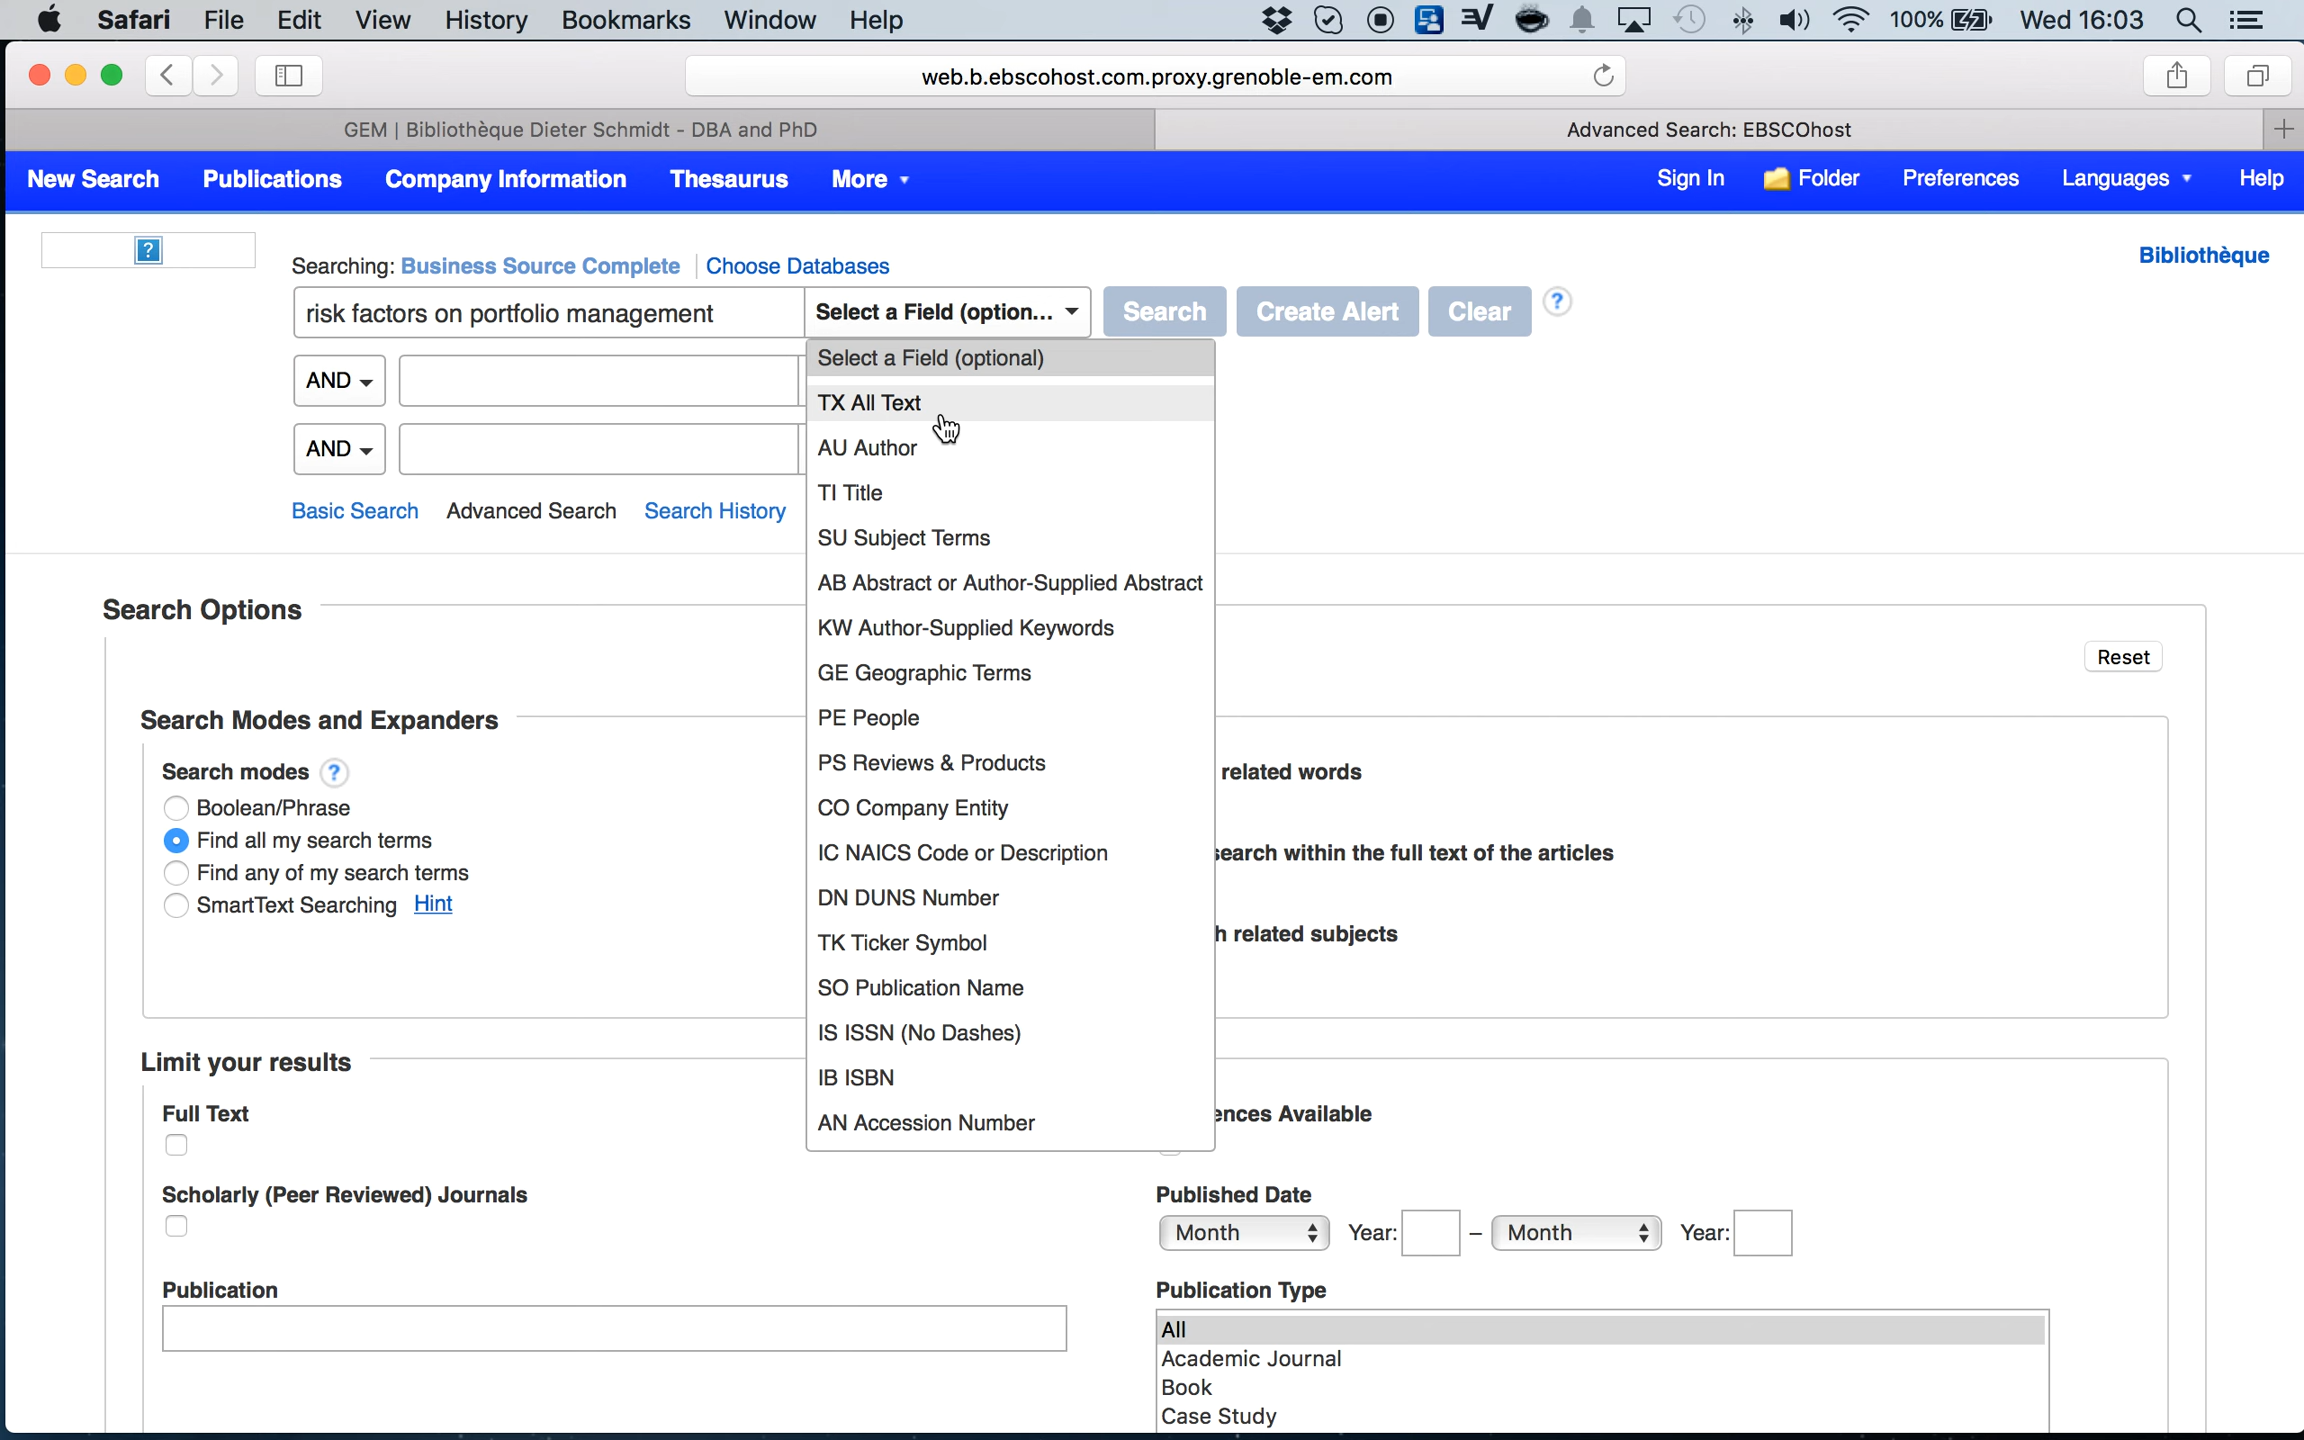 Safari File Edit View History Bookmarks Window Help 100% Wed 16:03
web.b.ebscohost.com.proxy.grenoble-em.com
GEM | Bibliothèque Dieter Schmidt - DBA and PhD Advanced Search: EBSCOhost
New Search Publications Company Information Thesaurus More Sign In Folder Preferences Languages Help
Bibliothèque
Searching: Business Source Complete Choose Databases
risk factors on portfolio management Select a Field (option... Search Create Alert Clear
Select a Field (optional)
AND
TX All Text
AU Author
AND
TI Title
Basic Search Advanced Search Search History
SU Subject Terms
AB Abstract or Author-Supplied Abstract
Search Options
KW Author-Supplied Keywords
Reset
GE Geographic Terms
Search Modes and Expanders
PE People
Search modes
PS Reviews & Products
related words
Boolean/Phrase
CO Company Entity
Find all my search terms
IC NAICS Code or Description
search within the full text of the articles
Find any of my search terms
SmartText Searching Hint
DN DUNS Number
TK Ticker Symbol
h related subjects
SO Publication Name
IS ISSN (No Dashes)
Limit your results
IB ISBN
Full Text
AN Accession Number
ences Available
Scholarly (Peer Reviewed) Journals
Published Date
Month Year: – Month Year:
Publication
Publication Type
All
Academic Journal
Book
Case Study